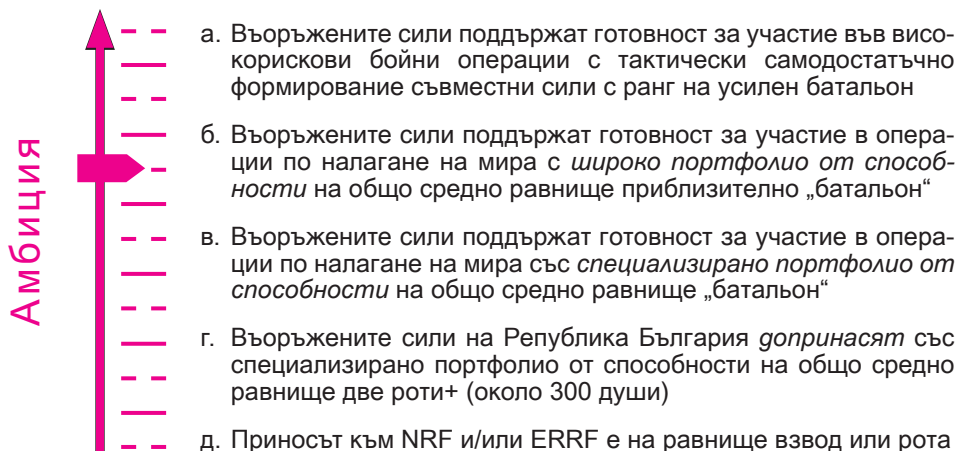 Амбиция
а. Въоръжените сили поддържат готовност за участие във висо-
корискови бойни операции с тактически самодостатъчно
формирование съвместни сили с ранг на усилен батальон
б. Въоръжените сили поддържат готовност за участие в опера-
ции по налагане на мира с широко портфолио от способ-
ности на общо средно равнище приблизително „батальон“
в. Въоръжените сили поддържат готовност за участие в опера-
ции по налагане на мира със специализирано портфолио от
способности на общо средно равнище „батальон“
г. Въоръжените сили на Република България допринасят със
специализирано портфолио от способности на общо средно
равнище две роти+ (около 300 души)
д. Приносът към NRF и/или ERRF е на равнище взвод или рота